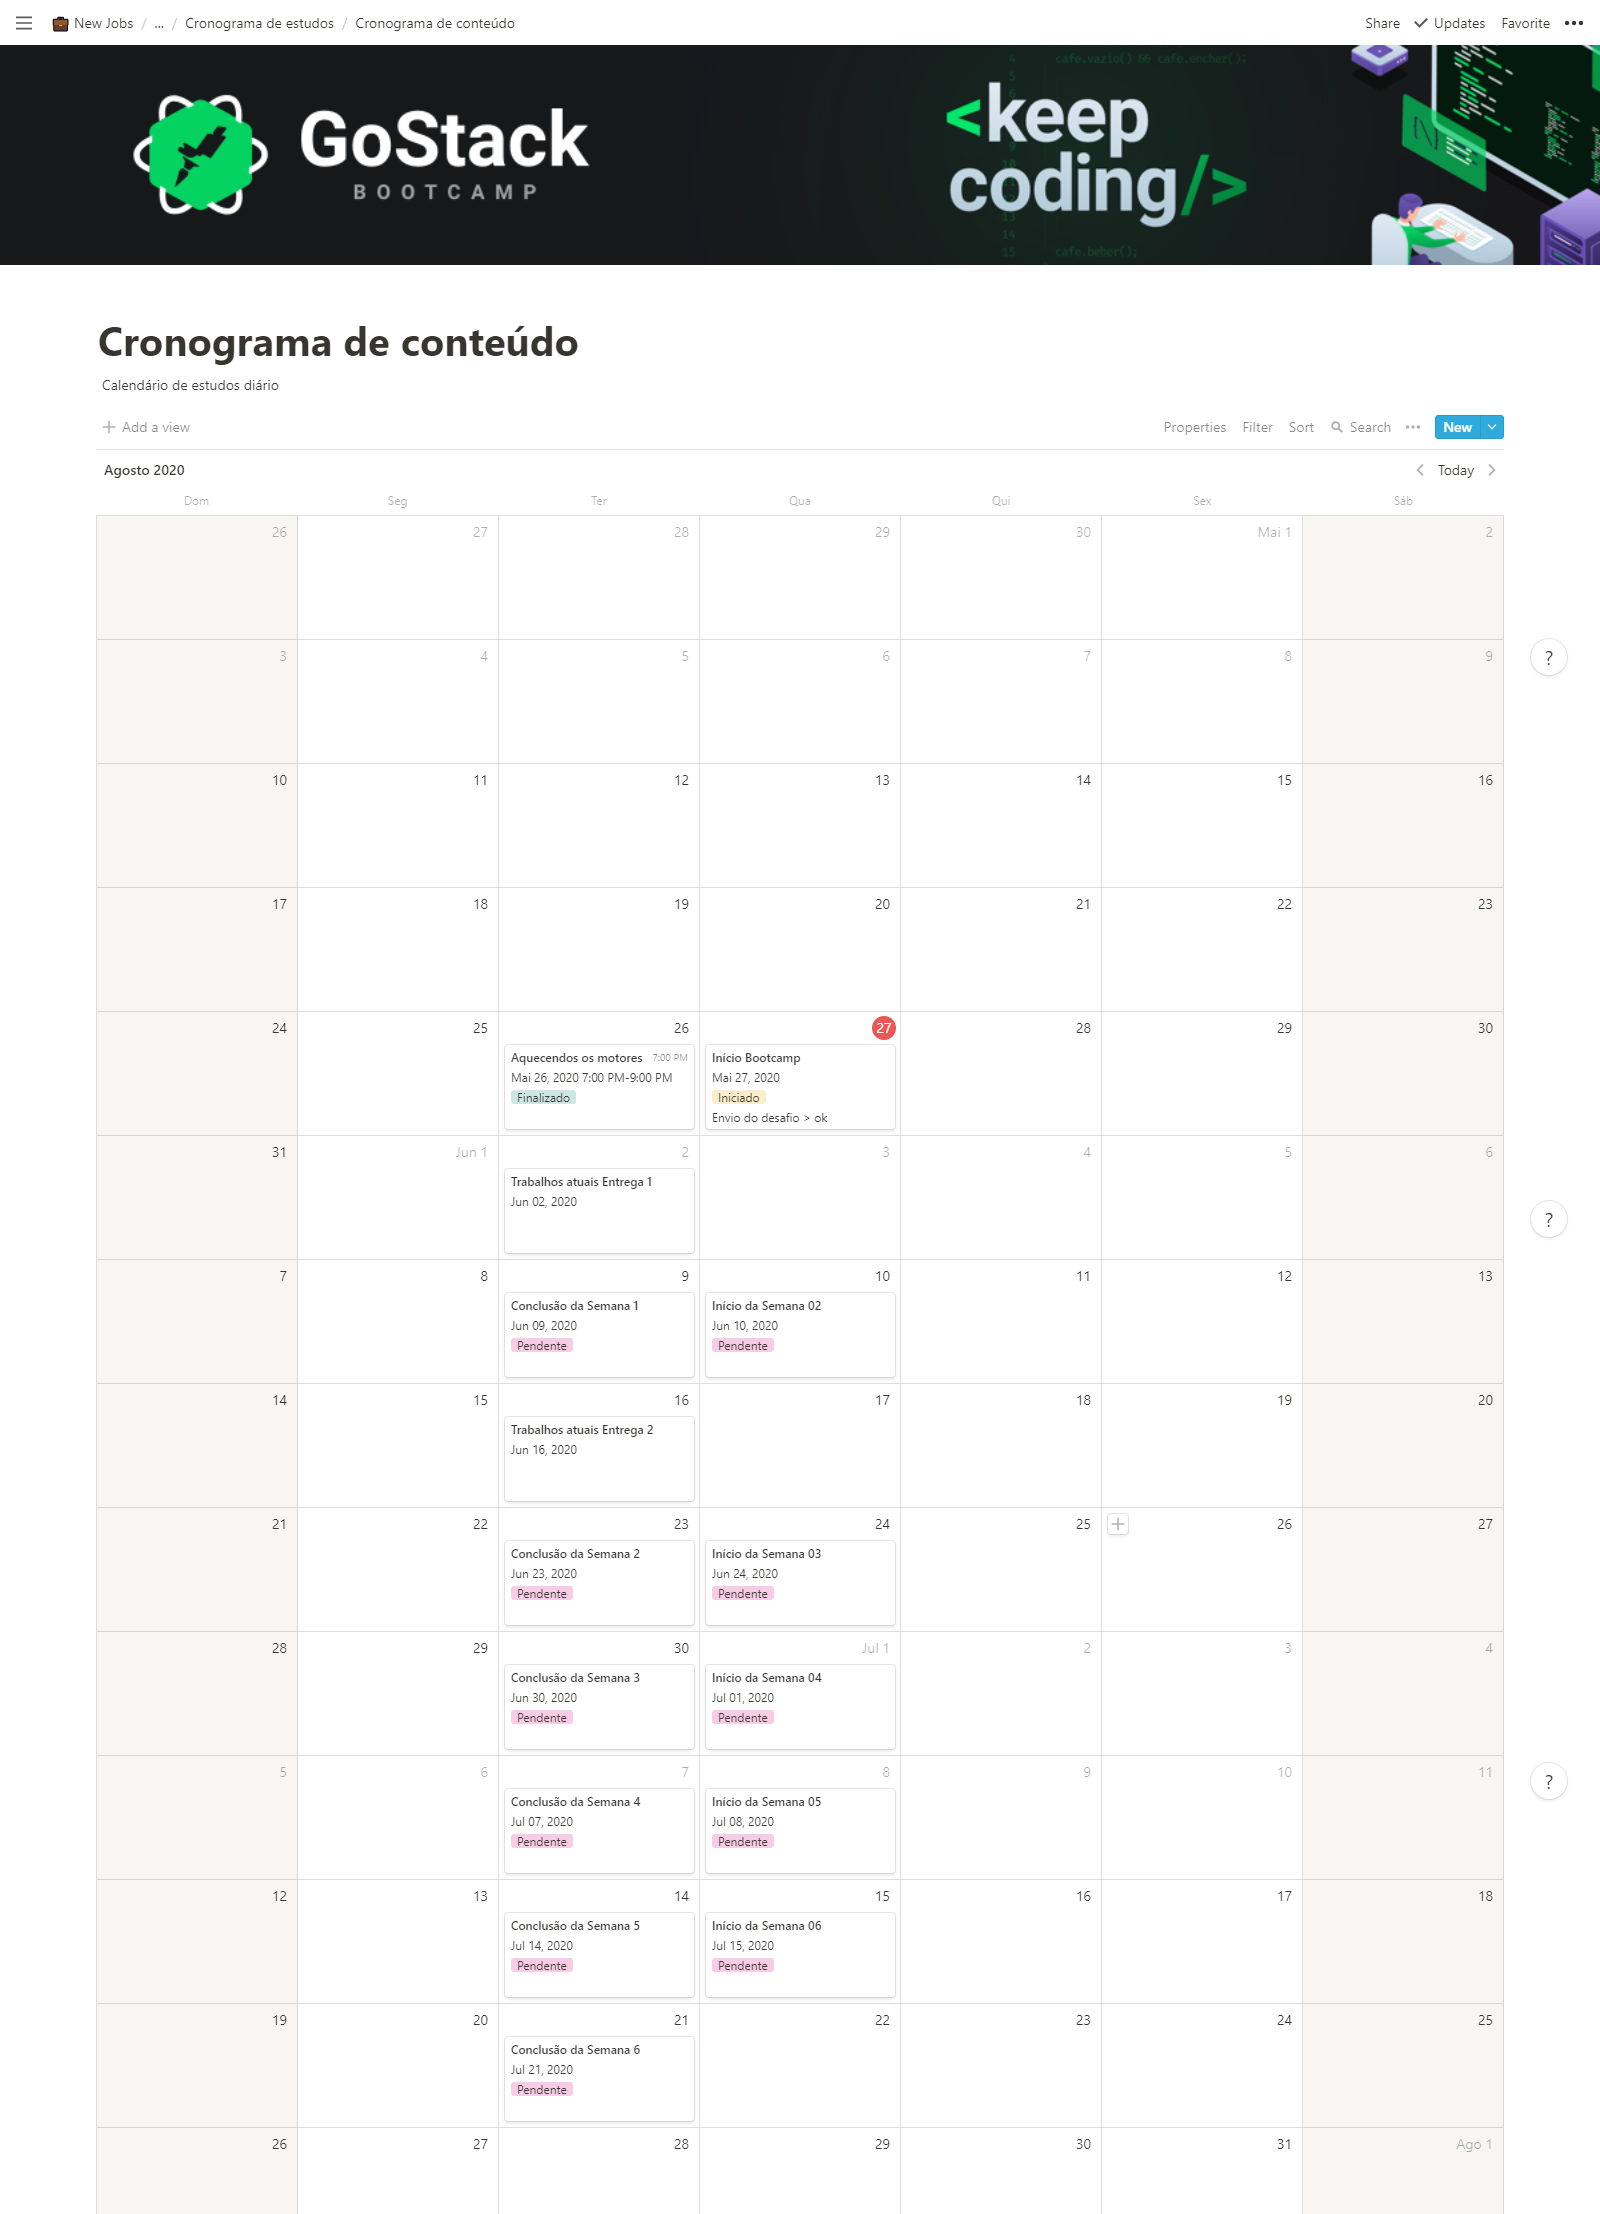 New Jobs / ... / Cronograma de estudos / Cronograma de conteúdo
Share Updates Favorite
GoStack
BOOTCAMP
<keep
coding/>
4 cafe.vazio() && cafe.encher();
5
14
15 cafe.beber();
Cronograma de conteúdo
Calendário de estudos diário
Add a view
Properties Filter Sort Search New
Agosto 2020
Today
Dom Seg Ter Qua Qui Sex Sáb
26 27 28 29 30 Mai 1 2
3 4 5 6 7 8 9
?
10 11 12 13 14 15 16
17 18 19 20 21 22 23
24 25 26 27 28 29 30
Aquecendos os motores 7:00 PM
Mai 26, 2020 7:00 PM-9:00 PM
Finalizado
Início Bootcamp
Mai 27, 2020
Iniciado
Envio do desafio > ok
31 Jun 1 2 3 4 5 6
Trabalhos atuais Entrega 1
Jun 02, 2020
?
7 8 9 10 11 12 13
Conclusão da Semana 1
Jun 09, 2020
Pendente
Início da Semana 02
Jun 10, 2020
Pendente
14 15 16 17 18 19 20
Trabalhos atuais Entrega 2
Jun 16, 2020
21 22 23 24 25 26 27
Conclusão da Semana 2
Jun 23, 2020
Pendente
Início da Semana 03
Jun 24, 2020
Pendente
28 29 30 Jul 1 2 3 4
Conclusão da Semana 3
Jun 30, 2020
Pendente
Início da Semana 04
Jul 01, 2020
Pendente
5 6 7 8 9 10 11
?
Conclusão da Semana 4
Jul 07, 2020
Pendente
Início da Semana 05
Jul 08, 2020
Pendente
12 13 14 15 16 17 18
Conclusão da Semana 5
Jul 14, 2020
Pendente
Início da Semana 06
Jul 15, 2020
Pendente
19 20 21 22 23 24 25
Conclusão da Semana 6
Jul 21, 2020
Pendente
26 27 28 29 30 31 Ago 1